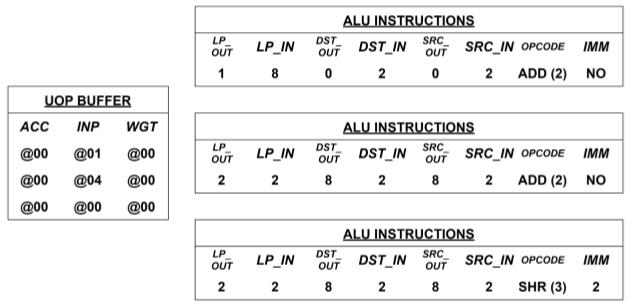 ALU INSTRUCTIONS
LP_OUT LP_IN DST_OUT DST_IN SRC_OUT SRC_IN OPCODE IMM
1 8 0 2 0 2 ADD (2) NO
UOP BUFFER
ACC INP WGT
@00 @01 @00
@00 @04 @00
@00 @00 @00
ALU INSTRUCTIONS
LP_OUT LP_IN DST_OUT DST_IN SRC_OUT SRC_IN OPCODE IMM
2 2 8 2 8 2 ADD (2) NO
ALU INSTRUCTIONS
LP_OUT LP_IN DST_OUT DST_IN SRC_OUT SRC_IN OPCODE IMM
2 2 8 2 8 2 SHR (3) 2